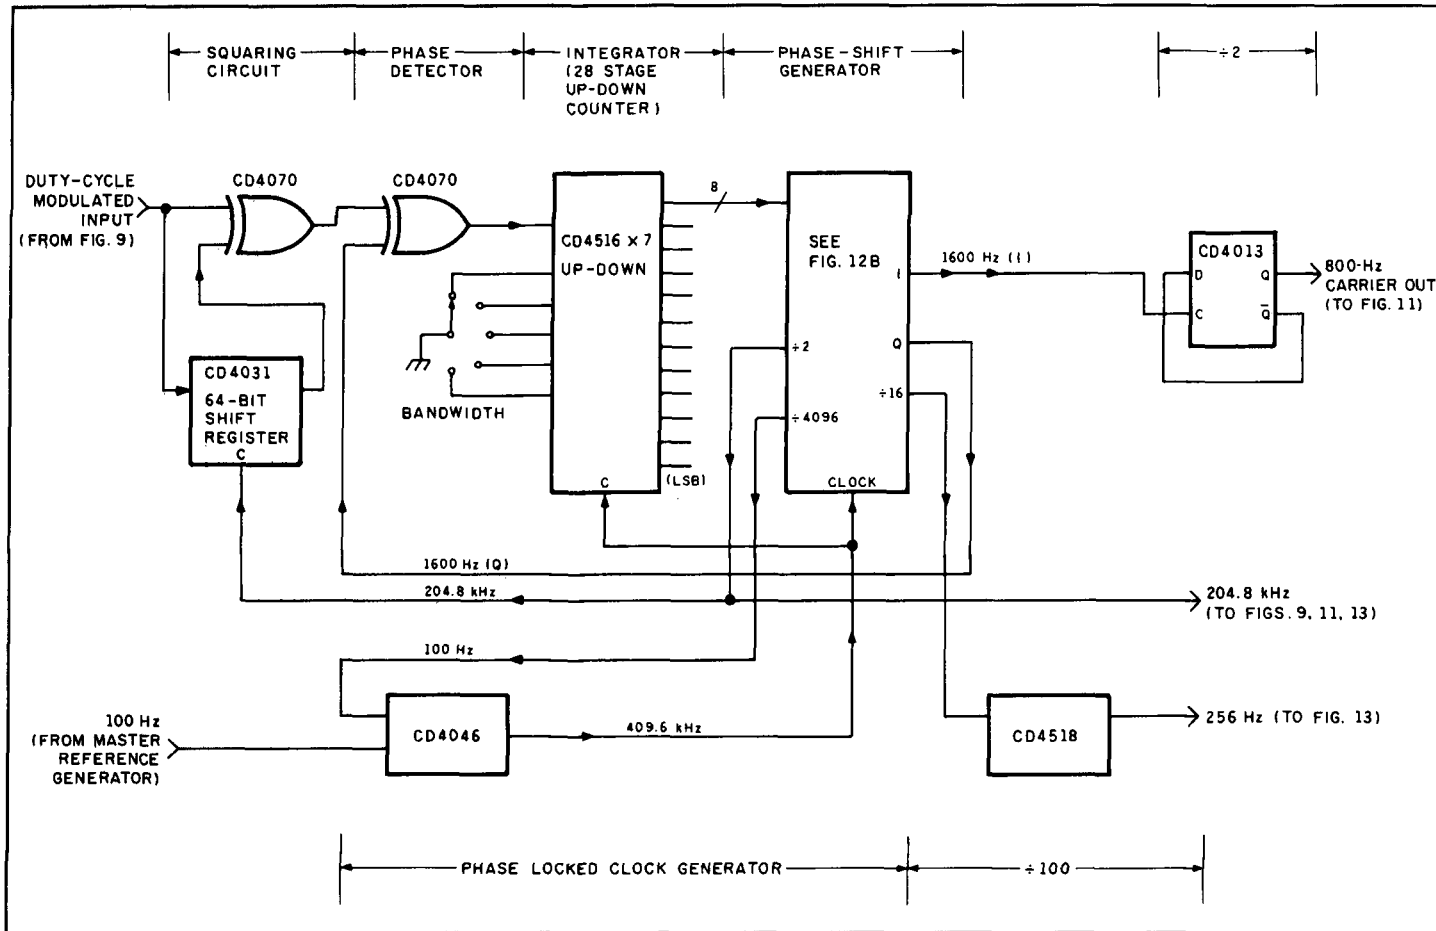 SQUARING
CIRCUIT
PHASE
DETECTOR
INTEGRATOR
(28 STAGE
UP-DOWN
COUNTER)
PHASE-SHIFT
GENERATOR
÷2
DUTY-CYCLE
MODULATED
INPUT
(FROM FIG. 9)
CD4070
CD4070
CD4516 × 7
UP-DOWN
C
(LSB)
8
SEE
FIG. 12B
I
÷2
Q
÷16
÷4096
CLOCK
1600 Hz (I)
CD4013
D
Q
C
Q̅
800-Hz
CARRIER OUT
(TO FIG. 11)
CD4031
64-BIT
SHIFT
REGISTER
C
BANDWIDTH
1600 Hz (Q)
204.8 kHz
204.8 kHz
(TO FIGS. 9, 11, 13)
100 Hz
100 Hz
(FROM MASTER
REFERENCE
GENERATOR)
CD4046
409.6 kHz
CD4518
256 Hz (TO FIG. 13)
PHASE LOCKED CLOCK GENERATOR
÷100